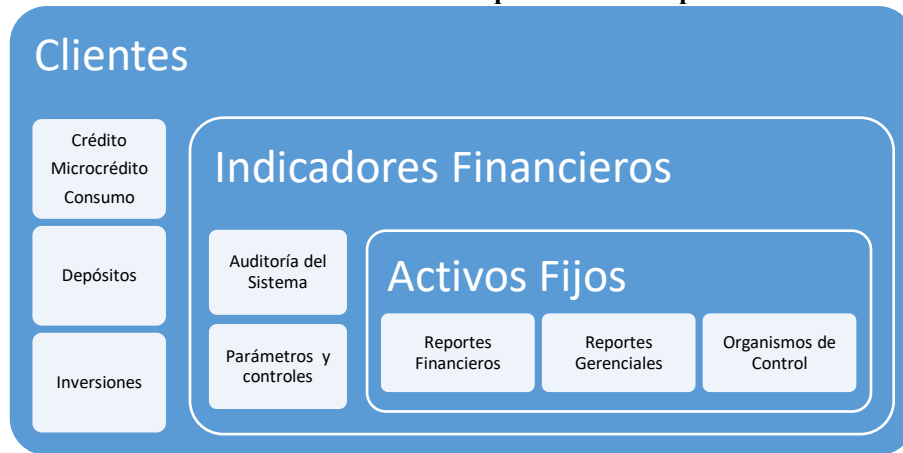 Clientes
Crédito
Microcrédito
Consumo
Depósitos
Inversiones
Indicadores Financieros
Auditoría del
Sistema
Parámetros y
controles
Activos Fijos
Reportes
Financieros
Reportes
Gerenciales
Organismos de
Control